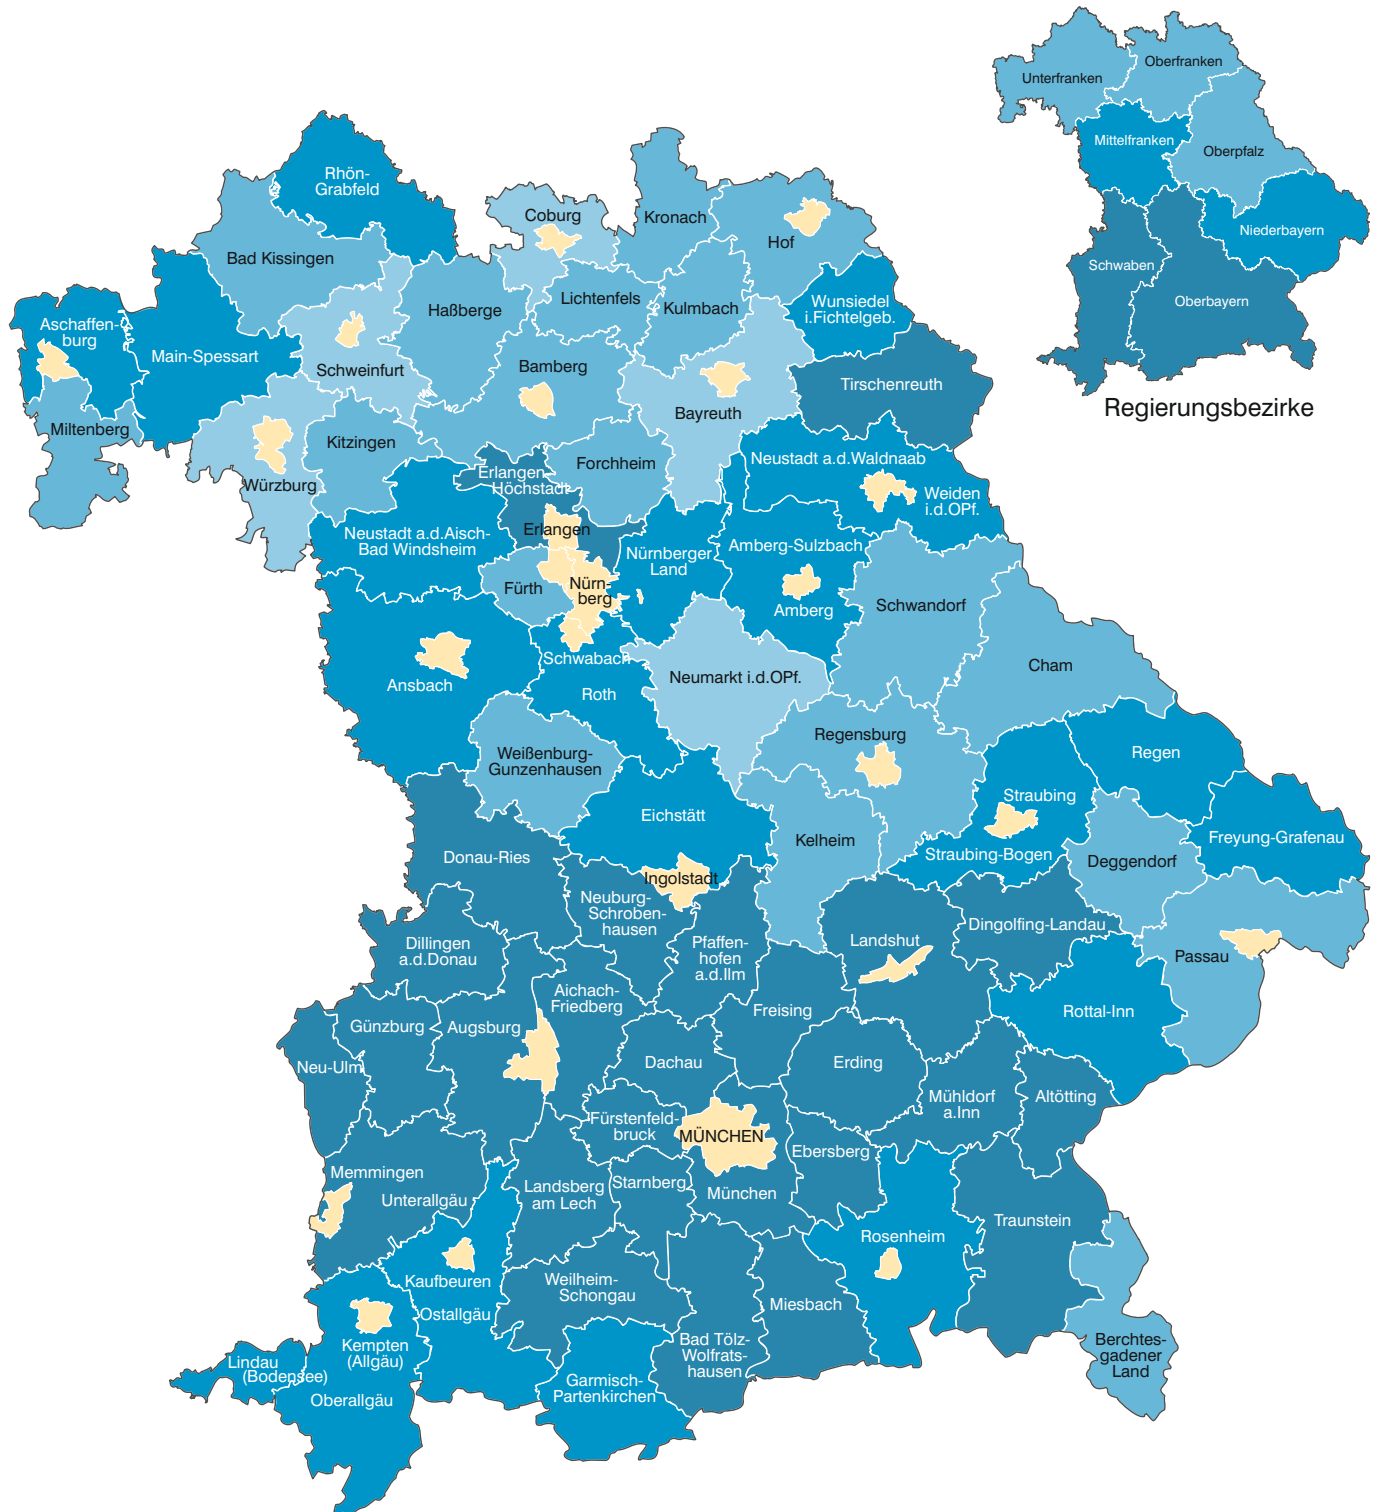 Unterfranken
Oberfranken
Mittelfranken
Oberpfalz
Niederbayern
Schwaben
Oberbayern
Regierungsbezirke
Rhön-
Grabfeld
Coburg
Kronach
Hof
Bad Kissingen
Lichtenfels
Haßberge
Kulmbach
Wunsiedel
i.Fichtelgeb.
Aschaffen-
burg
Main-Spessart
Schweinfurt
Bamberg
Tirschenreuth
Bayreuth
Miltenberg
Kitzingen
Würzburg
Forchheim
Erlangen-
Höchstadt
Neustadt a.d.Waldnaab
Weiden
i.d.OPf.
Neustadt a.d.Aisch-
Bad Windsheim
Erlangen
Nürnberger
Land
Amberg-Sulzbach
Fürth
Nürn-
berg
Amberg
Schwandorf
Schwabach
Neumarkt i.d.OPf.
Cham
Ansbach
Roth
Regensburg
Weißenburg-
Gunzenhausen
Regen
Straubing
Eichstätt
Kelheim
Freyung-Grafenau
Straubing-Bogen
Deggendorf
Donau-Ries
Ingolstadt
Neuburg-
Schroben-
hausen
Dingolfing-Landau
Dillingen
a.d.Donau
Pfaffen-
hofen
a.d.Ilm
Landshut
Passau
Aichach-
Friedberg
Freising
Rottal-Inn
Günzburg
Augsburg
Neu-Ulm
Dachau
Erding
Mühldorf
a.Inn
Altötting
Fürstenfeld-
bruck
MÜNCHEN
Ebersberg
Memmingen
Unterallgäu
Landsberg
am Lech
Starnberg
München
Traunstein
Rosenheim
Kaufbeuren
Weilheim-
Schongau
Ostallgäu
Miesbach
Kempten
(Allgäu)
Bad Tölz-
Wolfrats-
hausen
Berchtes-
gadener
Land
Lindau
(Bodensee)
Oberallgäu
Garmisch-
Partenkirchen